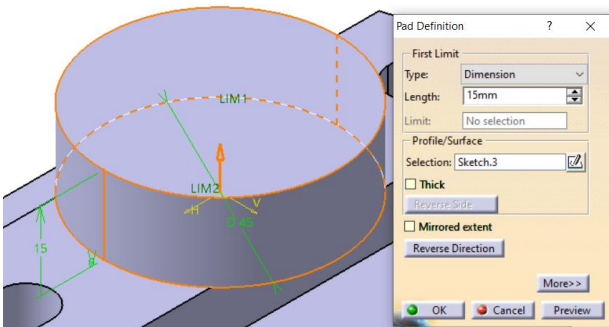 Pad Definition ? X
First Limit
Type: Dimension
Length: 15mm
Limit: No selection
Profile/Surface
Selection: Sketch.3
Thick
Reverse Side
Mirrored extent
Reverse Direction
More>>
OK Cancel Preview
LIM1
LIM2
H V
15
V